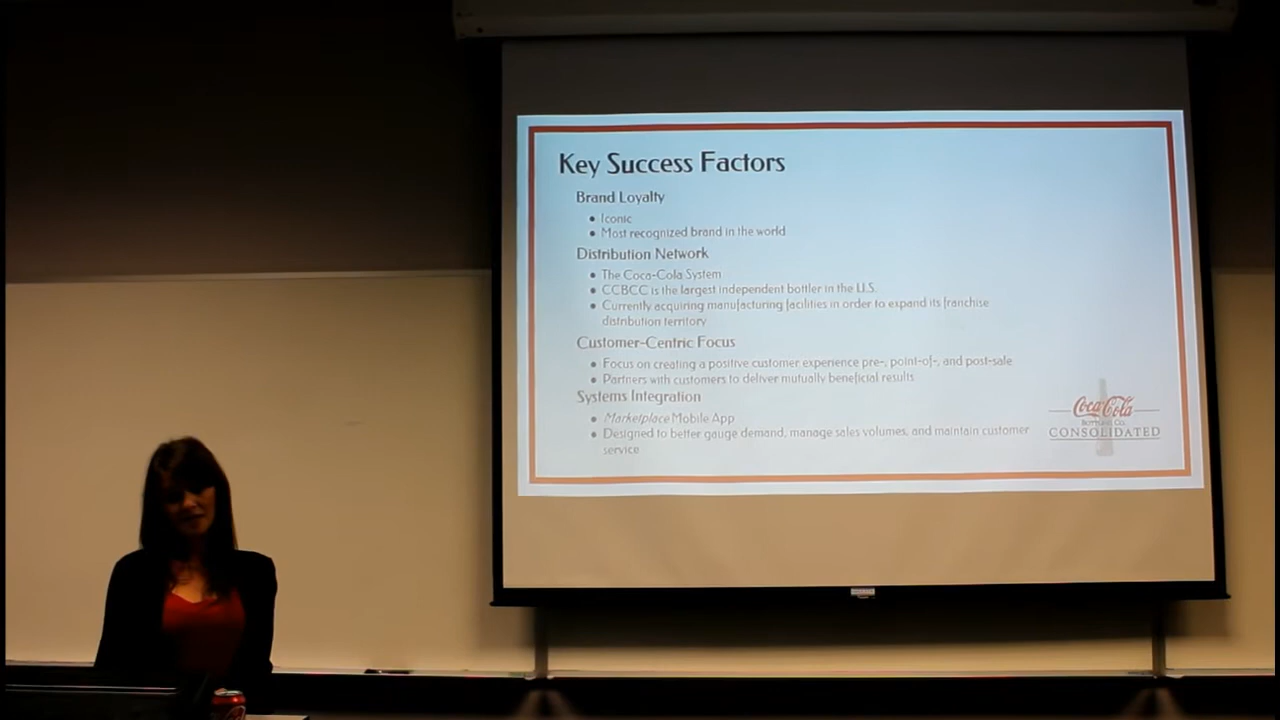 Key Success Factors
Brand Loyalty
• Iconic
• Most recognized brand in the world
Distribution Network
• The Coca-Cola System
• CCBCC is the largest independent bottler in the U.S.
• Currently acquiring manufacturing facilities in order to expand its franchise
distribution territory
Customer-Centric Focus
• Focus on creating a positive customer experience pre-, point-of-, and post-sale
• Partners with customers to deliver mutually beneficial results
Systems Integration
• Marketplace Mobile App
• Designed to better gauge demand, manage sales volumes, and maintain customer
service
Coca-Cola
BOTTLING CO.
CONSOLIDATED